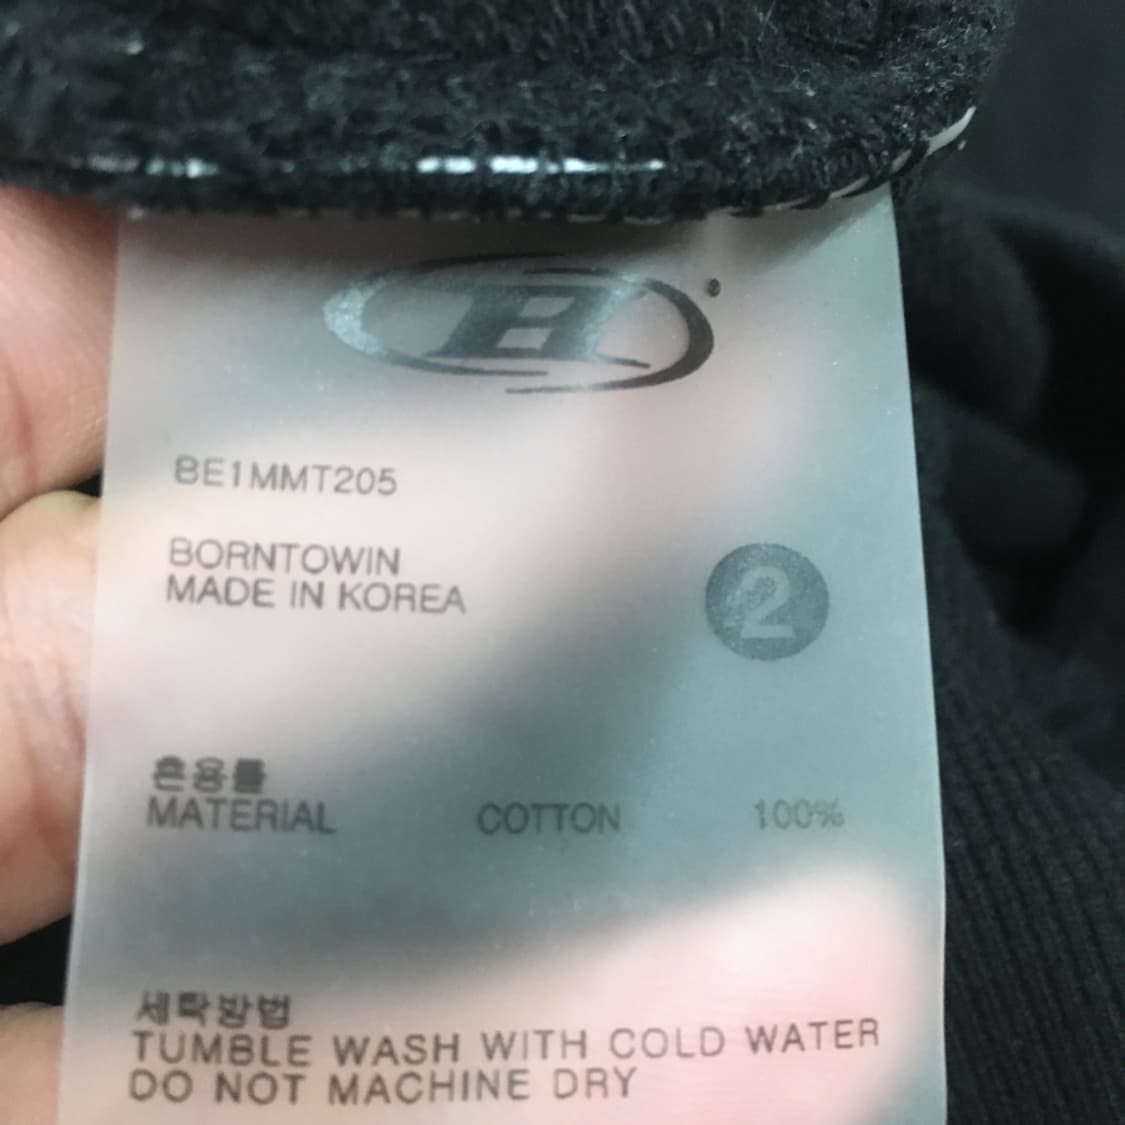 B
BE1MMT205
BORNTOWIN
MADE IN KOREA
2
혼용률
MATERIAL COTTON 100%
세탁방법
TUMBLE WASH WITH COLD WATER
DO NOT MACHINE DRY